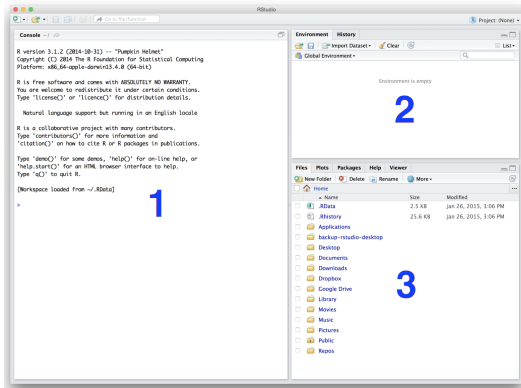 RStudio
Go to file/function
Project: (None)
Console ~/
R version 3.1.2 (2014-10-31) -- "Pumpkin Helmet"
Copyright (C) 2014 The R Foundation for Statistical Computing
Platform: x86_64-apple-darwin13.4.0 (64-bit)
R is free software and comes with ABSOLUTELY NO WARRANTY.
You are welcome to redistribute it under certain conditions.
Type 'license()' or 'licence()' for distribution details.
Natural language support but running in an English locale
R is a collaborative project with many contributors.
Type 'contributors()' for more information and
'citation()' on how to cite R or R packages in publications.
Type 'demo()' for some demos, 'help()' for on-line help, or
'help.start()' for an HTML browser interface to help.
Type 'q()' to quit R.
[Workspace loaded from ~/.RData]
>
1
Environment History
Import Dataset Clear List
Global Environment
Environment is empty
2
Files Plots Packages Help Viewer
New Folder Delete Rename More
Home
Name Size Modified
.RData 2.5 KB Jan 26, 2015, 3:06 PM
.Rhistory 25.6 KB Jan 26, 2015, 3:06 PM
Applications
backup-rstudio-desktop
Desktop
Documents
Downloads
Dropbox
Google Drive
Library
Movies
Music
Pictures
Public
Repos
3